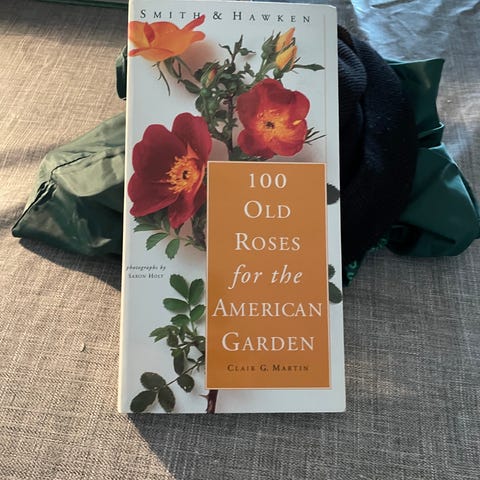 SMITH & HAWKEN
100
OLD
ROSES
for the
AMERICAN
GARDEN
CLAIR G. MARTIN
photographs by
SAXON HOLT